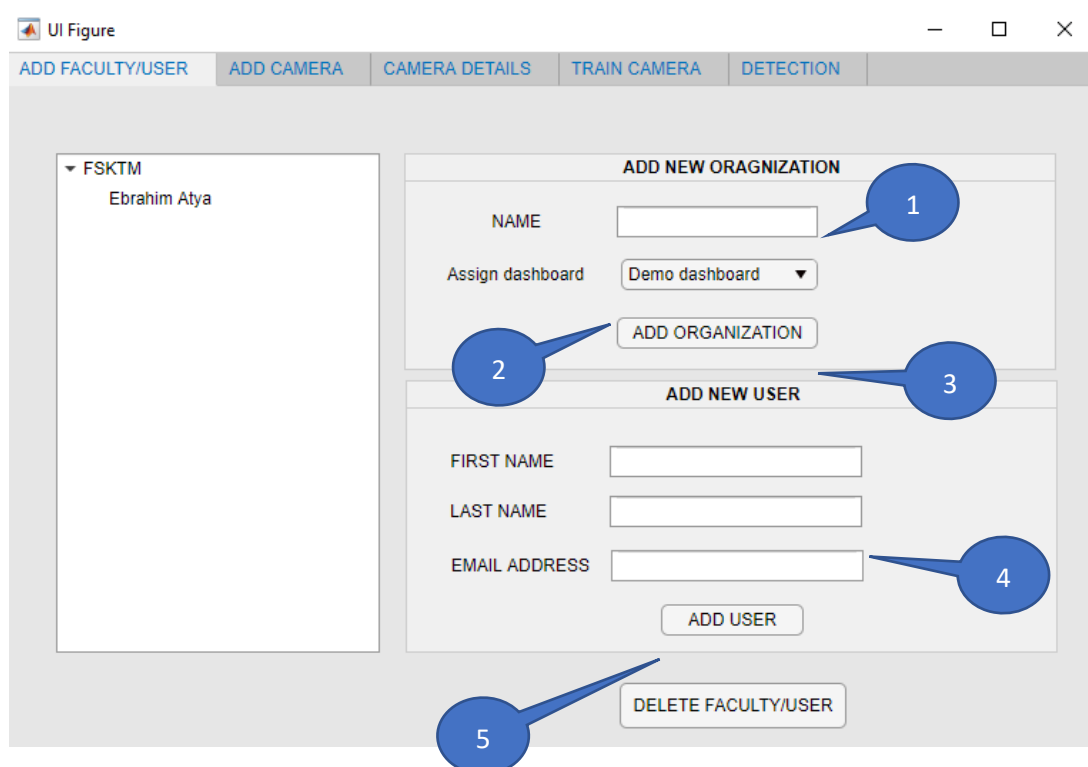 UI Figure
ADD FACULTY/USER
ADD CAMERA
CAMERA DETAILS
TRAIN CAMERA
DETECTION
FSKTM
Ebrahim Atya
ADD NEW ORAGNIZATION
1
NAME
Assign dashboard
Demo dashboard
ADD ORGANIZATION
2
3
ADD NEW USER
FIRST NAME
LAST NAME
EMAIL ADDRESS
4
ADD USER
DELETE FACULTY/USER
5